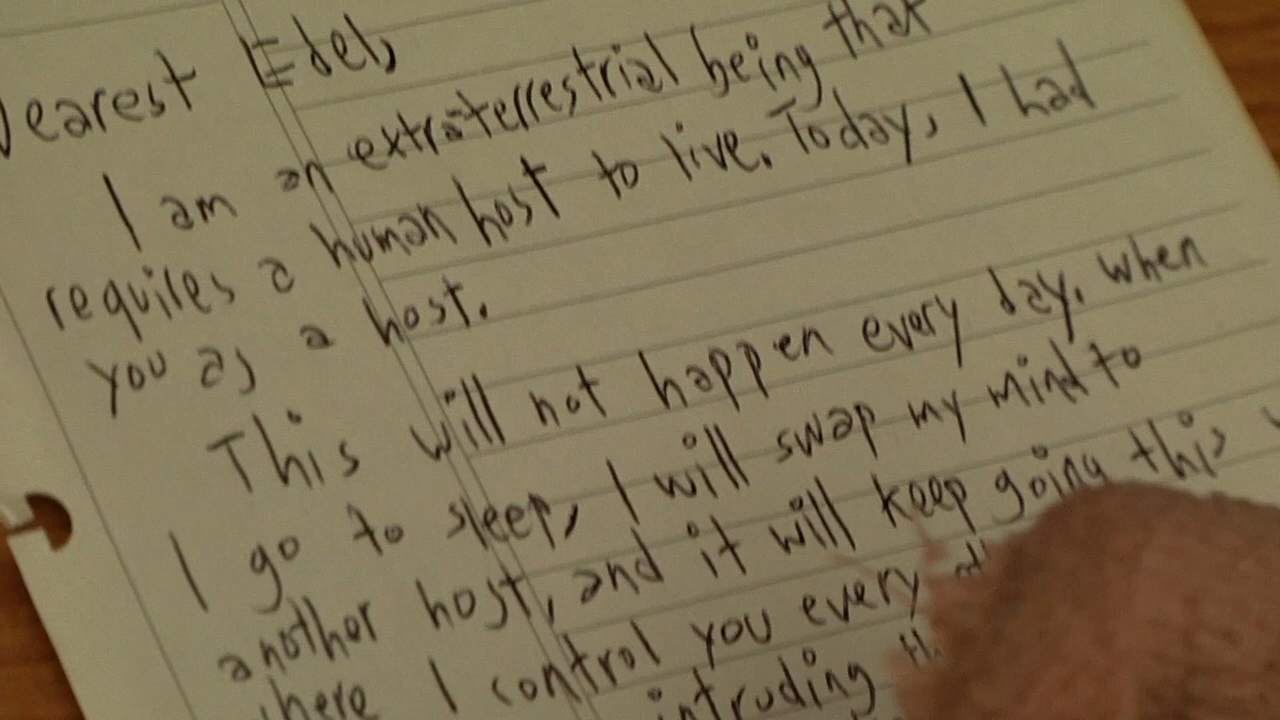 Dearest Edel,
I am an extraterrestrial being that
requires a human host to live. Today, I had
you as a host.
This will not happen every day. When
I go to sleep, I will swap my mind to
another host, and it will keep going this
where I control you every
intruding